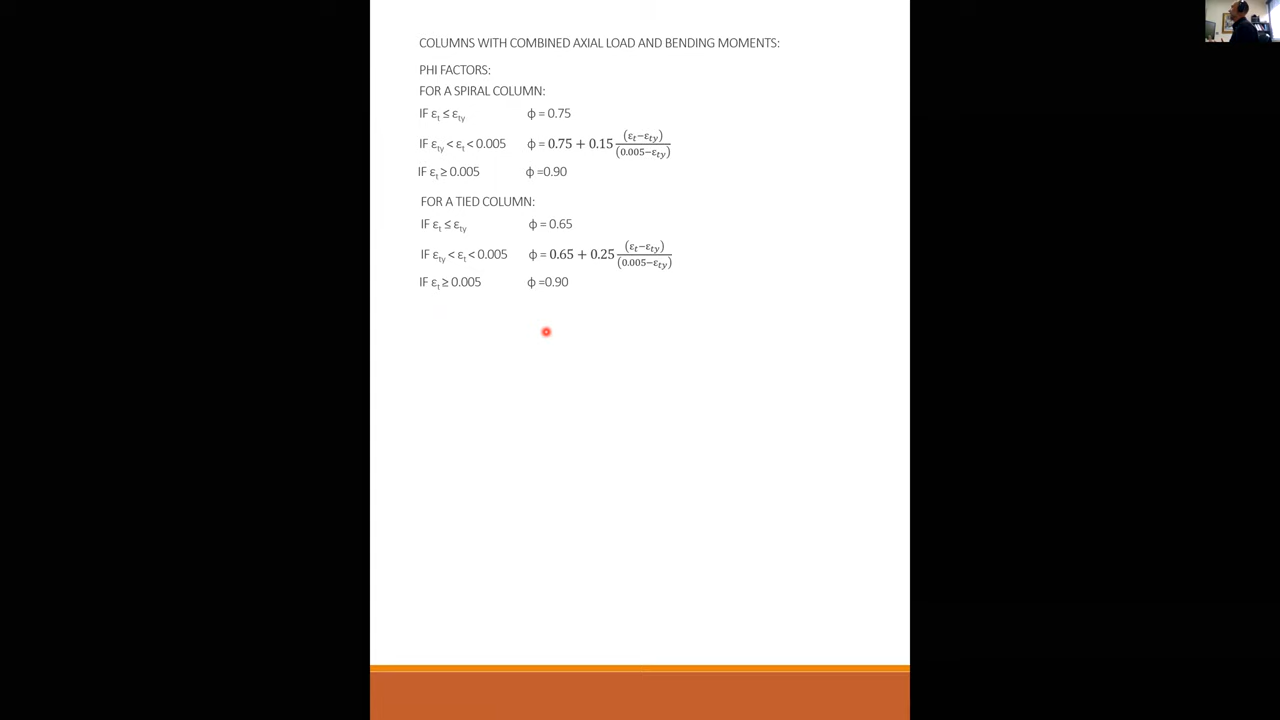 COLUMNS WITH COMBINED AXIAL LOAD AND BENDING MOMENTS:
PHI FACTORS:
FOR A SPIRAL COLUMN:
IF εt ≤ εty ϕ = 0.75
IF εty < εt < 0.005 ϕ = 0.75 + 0.15 (εt−εty)/(0.005−εty)
IF εt ≥ 0.005 ϕ =0.90
FOR A TIED COLUMN:
IF εt ≤ εty ϕ = 0.65
IF εty < εt < 0.005 ϕ = 0.65 + 0.25 (εt−εty)/(0.005−εty)
IF εt ≥ 0.005 ϕ =0.90